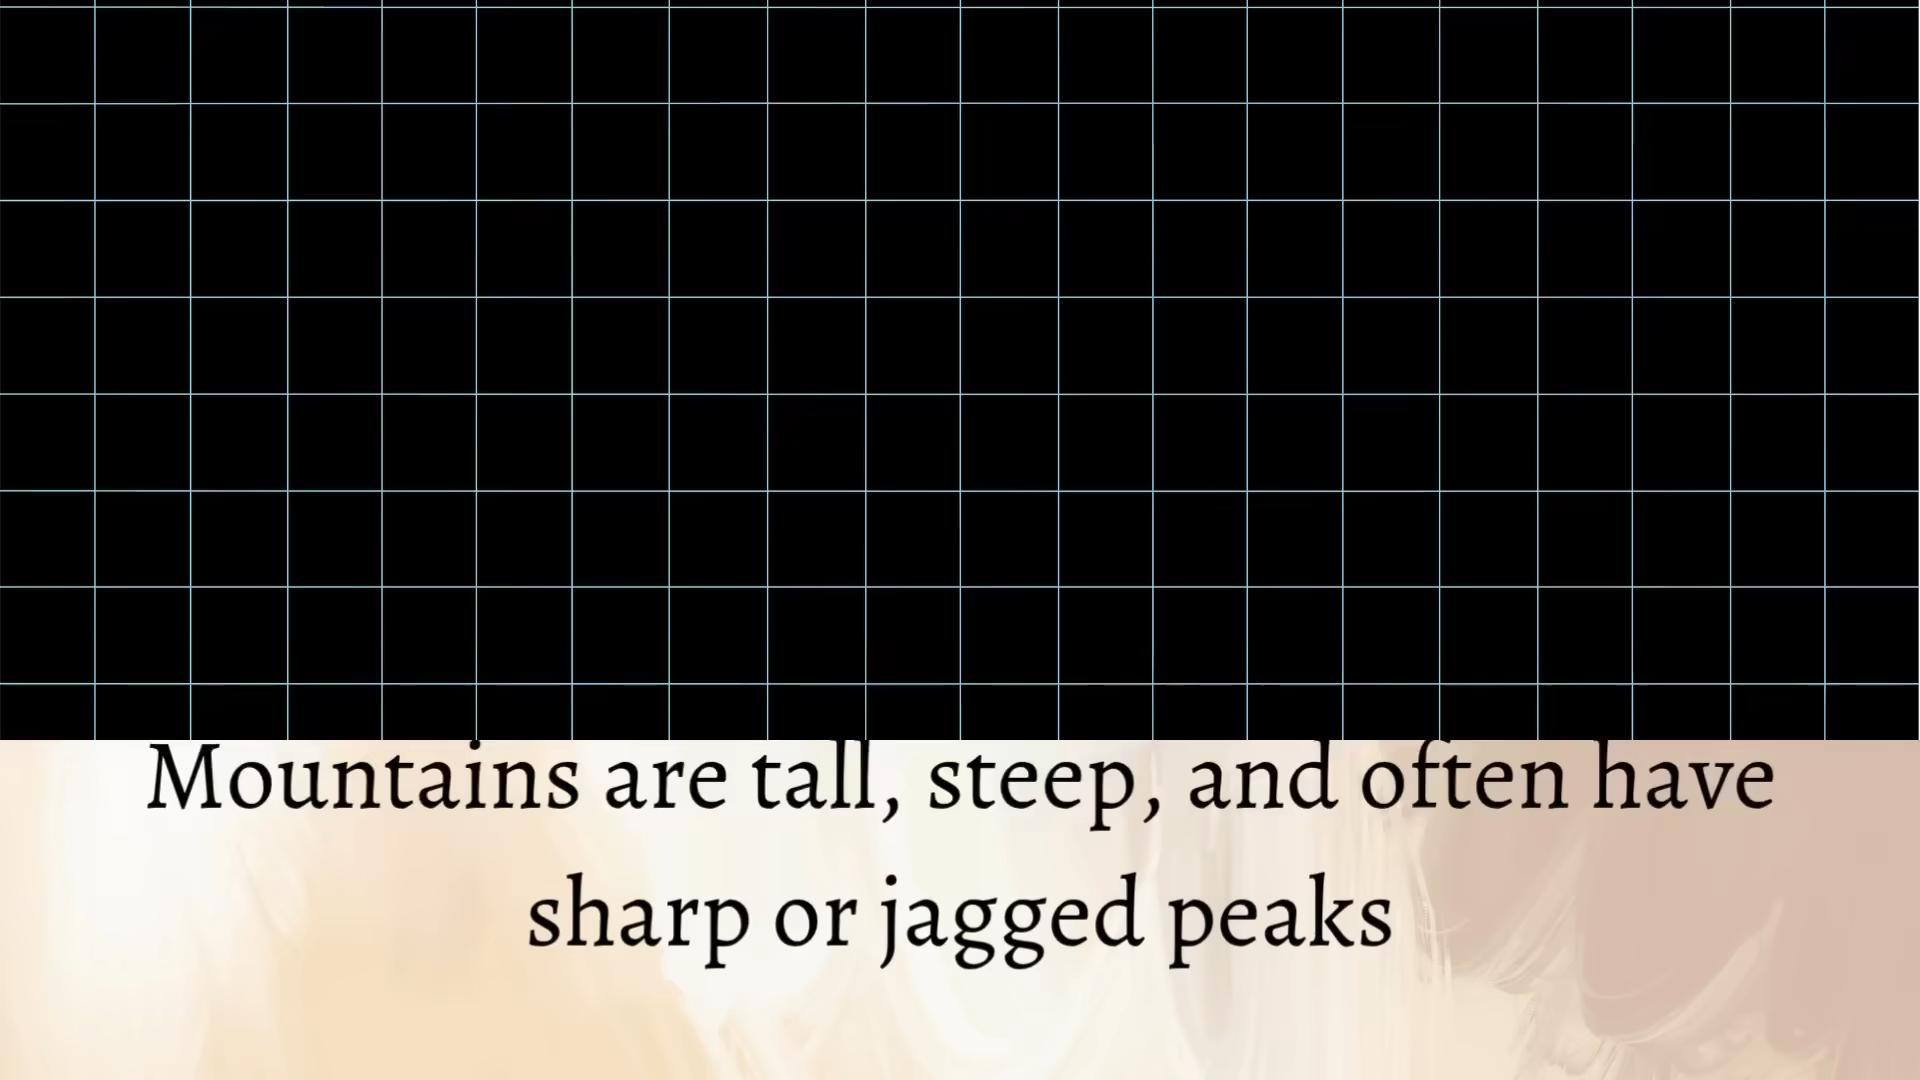 Mountains are tall, steep, and often have
sharp or jagged peaks